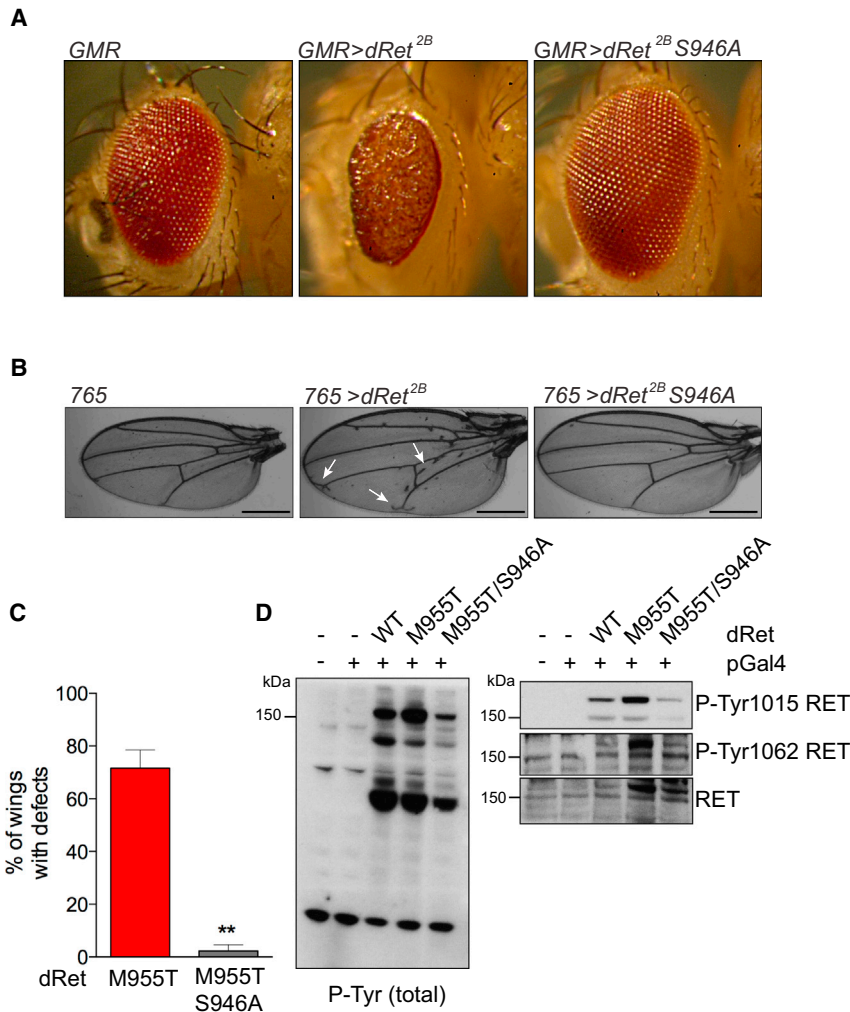 A
GMR
GMR>dRet2B
GMR>dRet2B S946A
B
765
765 >dRet2B
765 >dRet2B S946A
C
% of wings
with defects
100
80
60
40
20
0
**
dRet
M955T
M955T
S946A
D
- - WT M955T M955T/S946A
- + + + +
kDa
150
P-Tyr (total)
- - WT M955T M955T/S946A dRet
- + + + + pGal4
kDa
150
P-Tyr1015 RET
150
P-Tyr1062 RET
150
RET